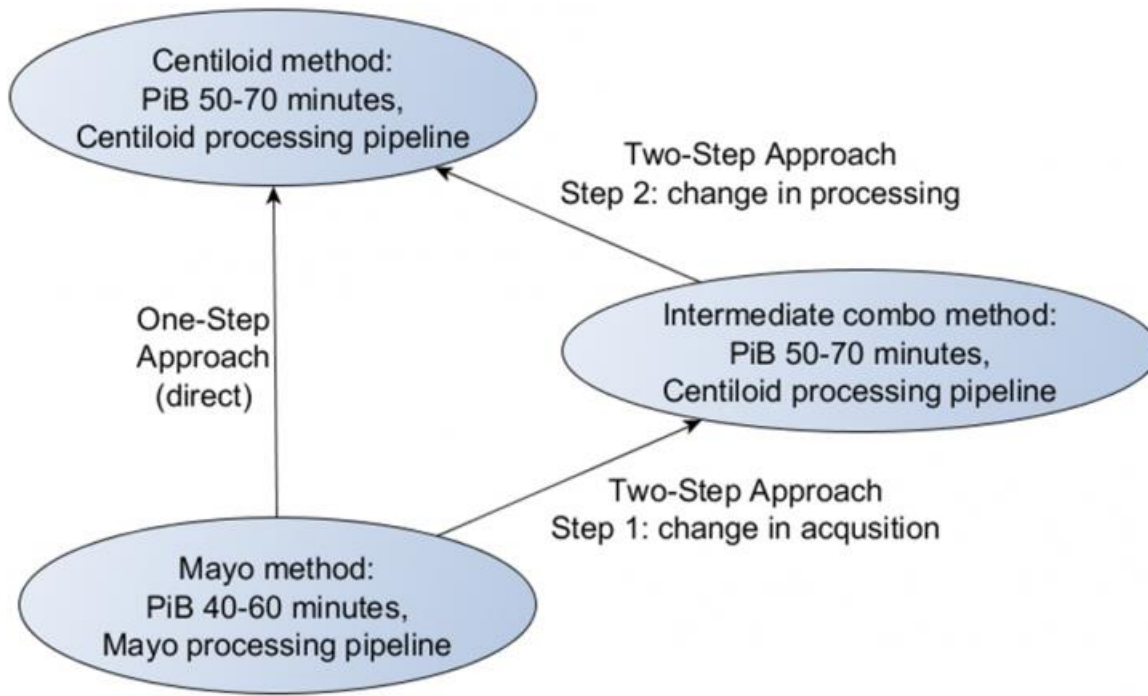 Centiloid method:
PiB 50-70 minutes,
Centiloid processing pipeline
Two-Step Approach
Step 2: change in processing
One-Step
Approach
(direct)
Intermediate combo method:
PiB 50-70 minutes,
Centiloid processing pipeline
Two-Step Approach
Step 1: change in acqusition
Mayo method:
PiB 40-60 minutes,
Mayo processing pipeline